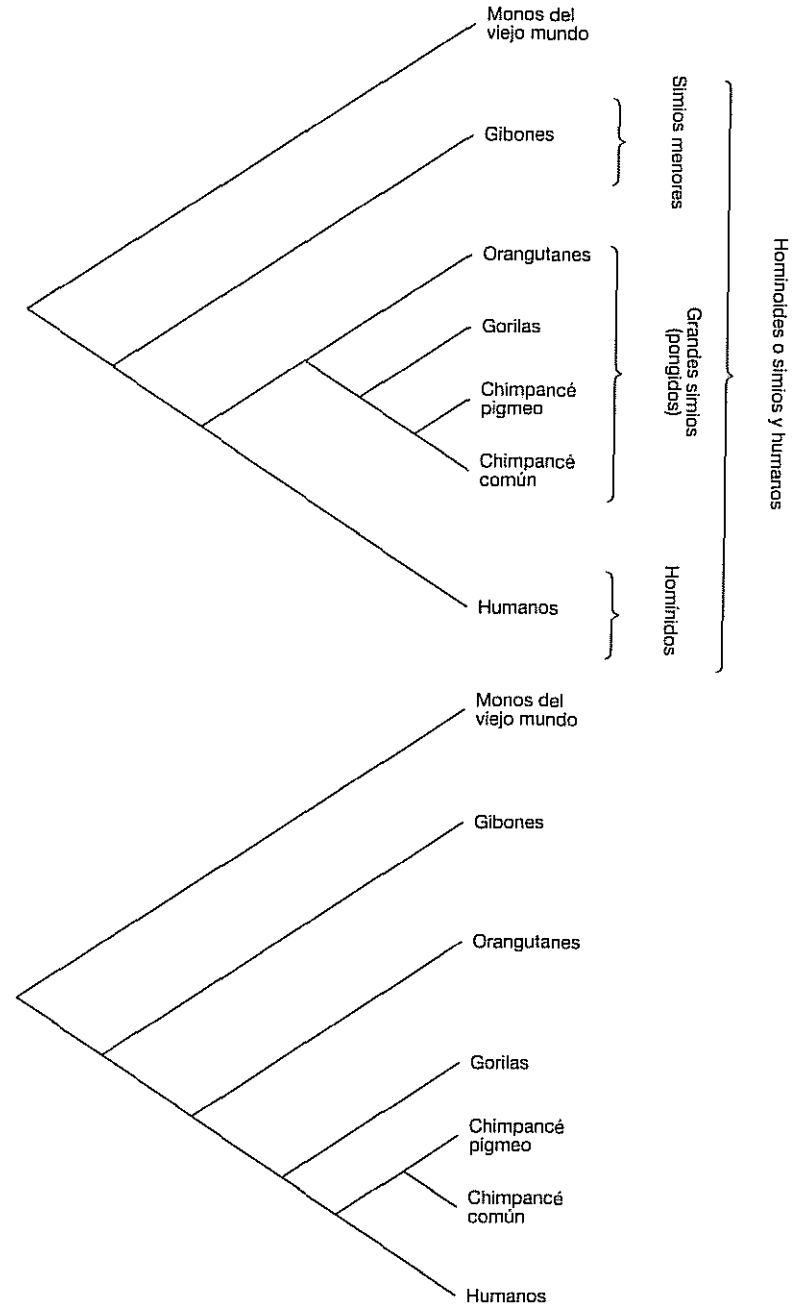 Monos del
viejo mundo
Gibones
Orangutanes
Gorilas
Chimpancé
pigmeo
Chimpancé
común
Humanos
Simios menores
Grandes simios
(pongidos)
Homínidos
Hominoides o simios y humanos
Monos del
viejo mundo
Gibones
Orangutanes
Gorilas
Chimpancé
pigmeo
Chimpancé
común
Humanos